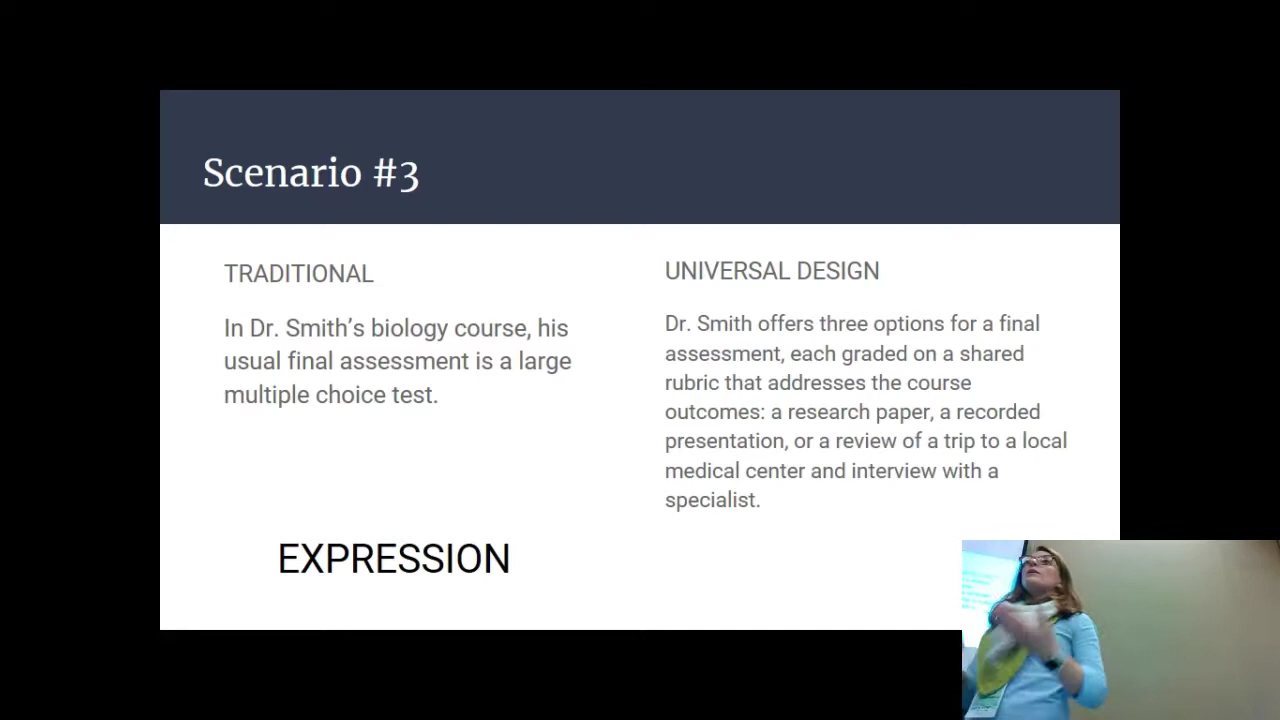 Scenario #3
TRADITIONAL
In Dr. Smith’s biology course, his
usual final assessment is a large
multiple choice test.
EXPRESSION
UNIVERSAL DESIGN
Dr. Smith offers three options for a final
assessment, each graded on a shared
rubric that addresses the course
outcomes: a research paper, a recorded
presentation, or a review of a trip to a local
medical center and interview with a
specialist.